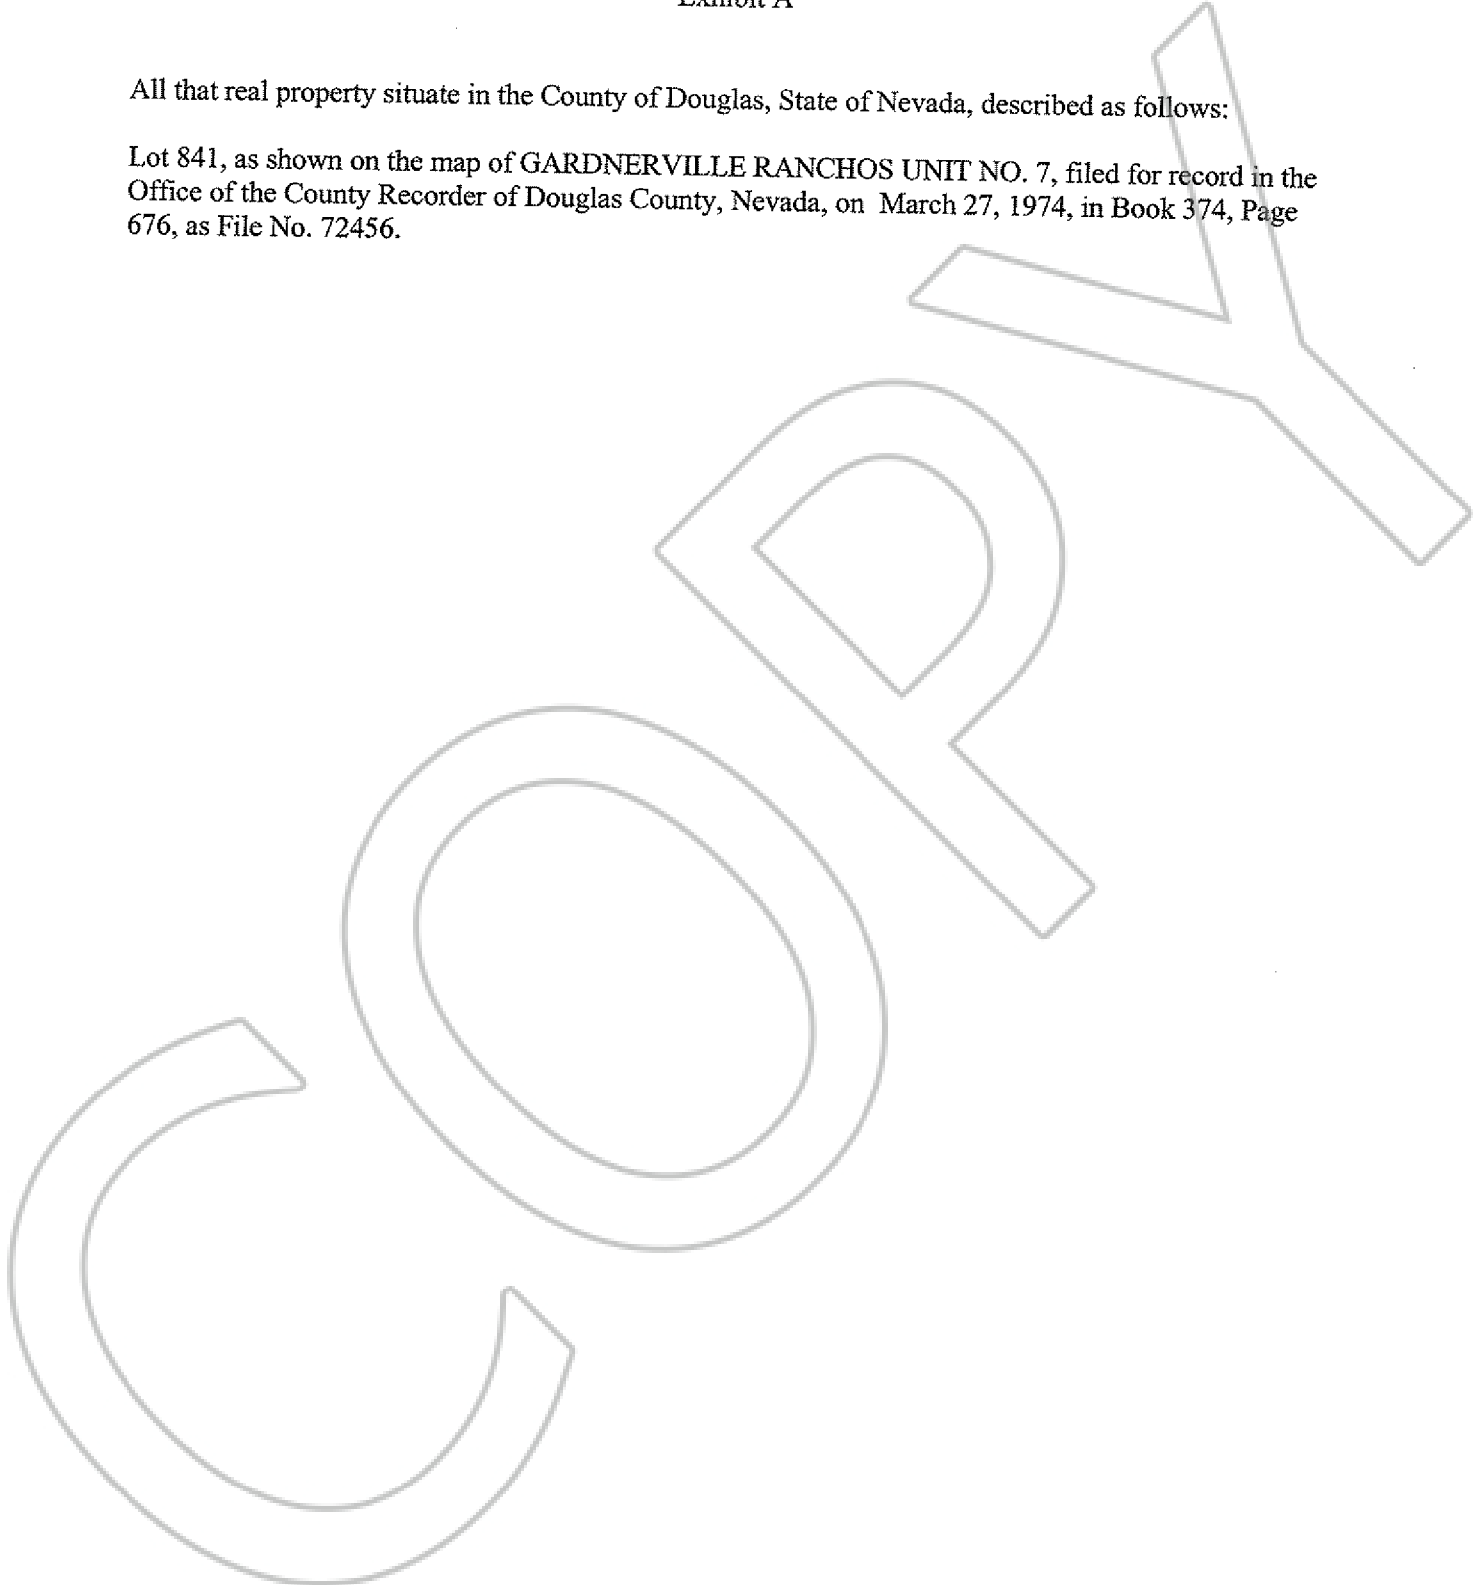 Exhibit A
All that real property situate in the County of Douglas, State of Nevada, described as follows:
Lot 841, as shown on the map of GARDNERVILLE RANCHOS UNIT NO. 7, filed for record in the
Office of the County Recorder of Douglas County, Nevada, on March 27, 1974, in Book 374, Page
676, as File No. 72456.
COPY